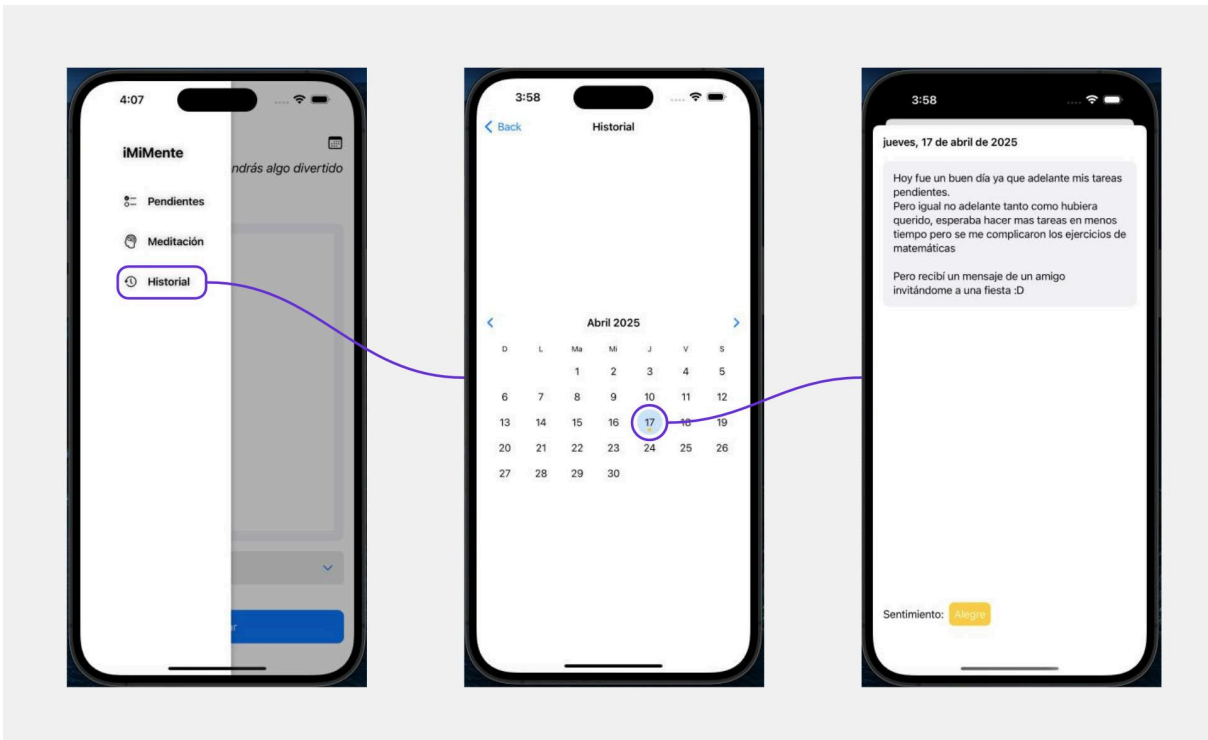 4:07
iMiMente
ndrás algo divertido
Pendientes
Meditación
Historial
3:58
Back
Historial
Abril 2025
D L Ma Mi J V S
1 2 3 4 5
6 7 8 9 10 11 12
13 14 15 16 17 18 19
20 21 22 23 24 25 26
27 28 29 30
3:58
jueves, 17 de abril de 2025
Hoy fue un buen día ya que adelante mis tareas
pendientes.
Pero igual no adelante tanto como hubiera
querido, esperaba hacer mas tareas en menos
tiempo pero se me complicaron los ejercicios de
matemáticas
Pero recibí un mensaje de un amigo
invitándome a una fiesta :D
Sentimiento: Alegre